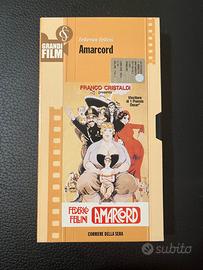 GRANDI
FILM
Federico Fellini
Amarcord
FRANCO CRISTALDI
presenta
Vincitore
di 1 Premio
Oscar
FEDERICO
FELLINI
AMARCORD
CORRIERE DELLA SERA
subito